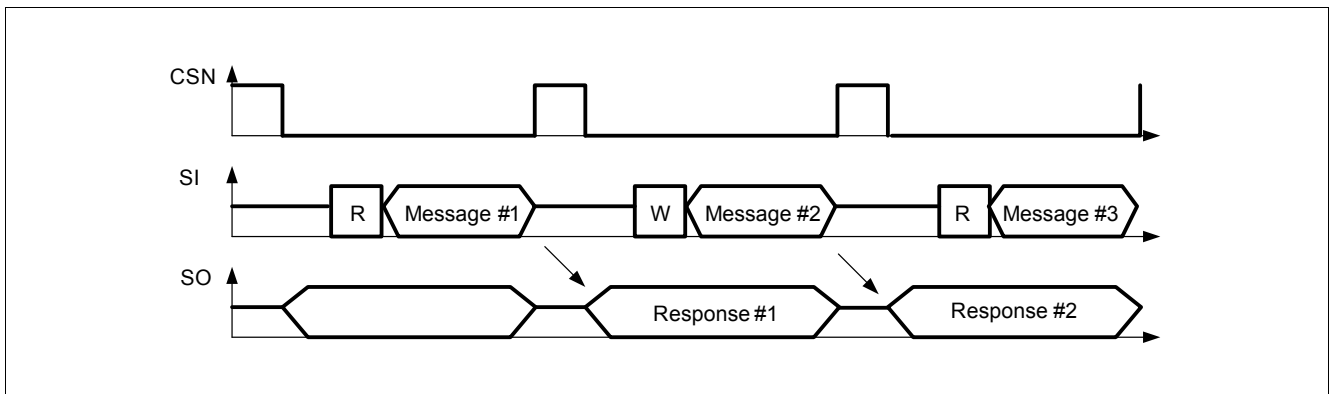 CSN
SI
R Message #1 W Message #2 R Message #3
SO
Response #1 Response #2